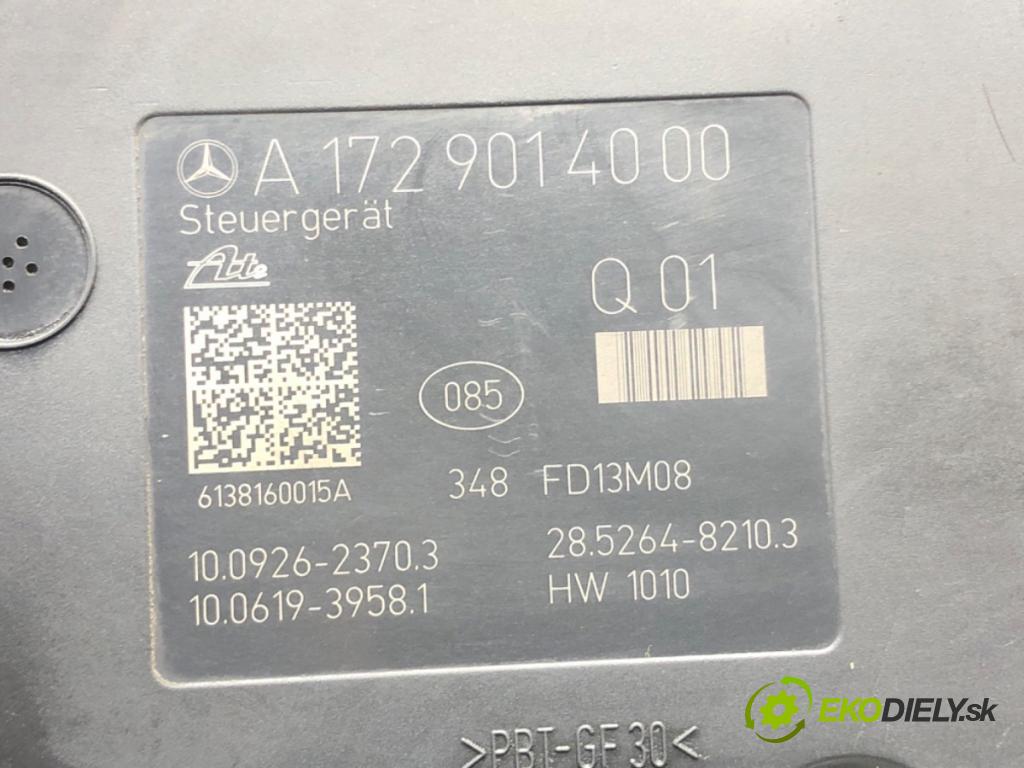 A 172 901 40 00
Steuergerät
Ate
Q 01
085
6138160015A
348 FD13M08
10.0926-2370.3
28.5264-8210.3
10.0619-3958.1
HW 1010
>PBT-GF30<
EKODIELY.sk